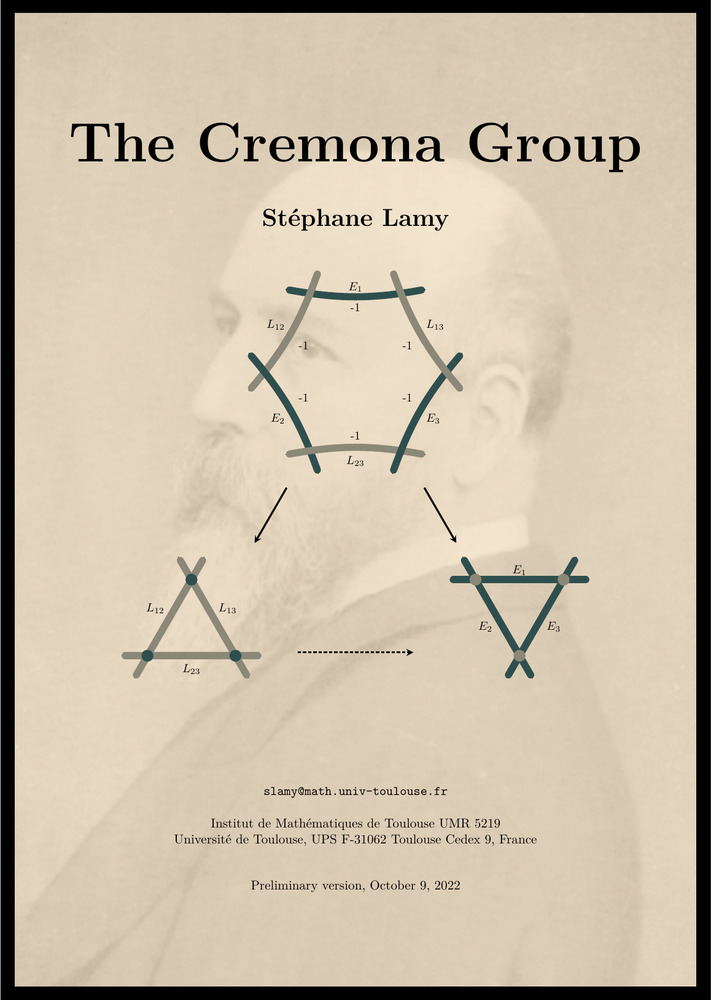 The Cremona Group
Stéphane Lamy
E1
-1
L12
L13
-1
-1
-1
-1
E2
E3
-1
L23
E1
L12
L13
E2
E3
L23
slamy@math.univ-toulouse.fr
Institut de Mathématiques de Toulouse UMR 5219
Université de Toulouse, UPS F-31062 Toulouse Cedex 9, France
Preliminary version, October 9, 2022